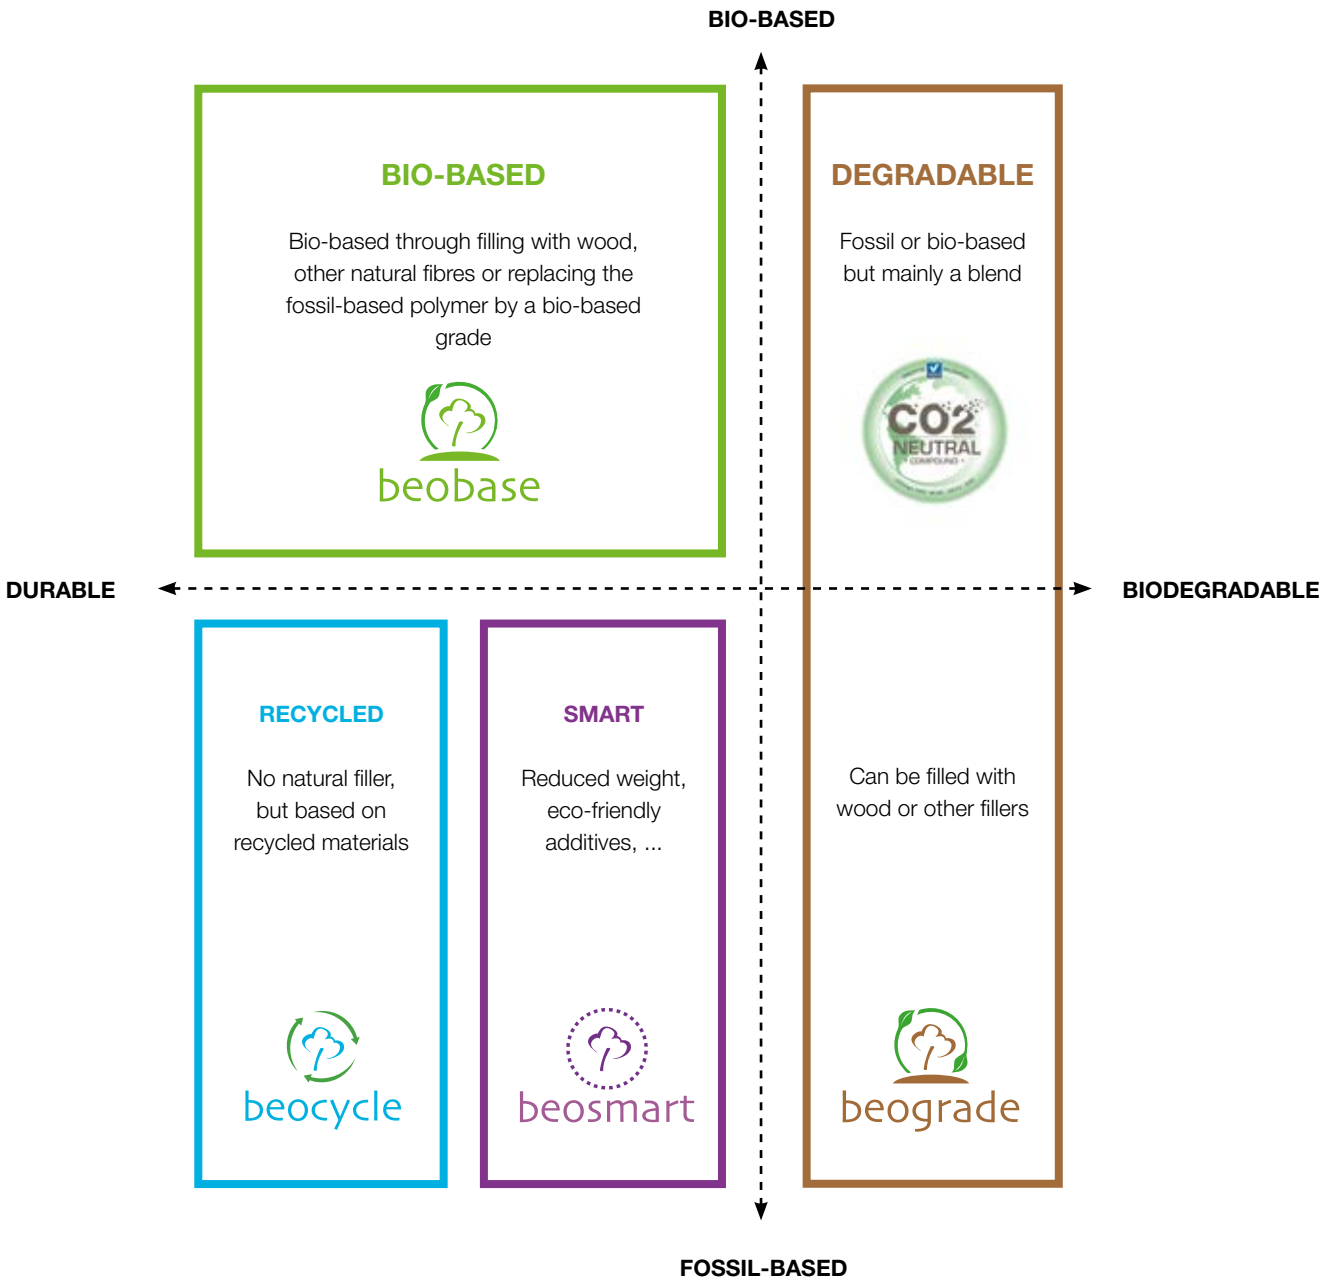 BIO-BASED
BIO-BASED
Bio-based through filling with wood,
other natural fibres or replacing the
fossil-based polymer by a bio-based
grade
beobase
DEGRADABLE
Fossil or bio-based
but mainly a blend
CO2
NEUTRAL
COMPOUND
DURABLE
BIODEGRADABLE
RECYCLED
No natural filler,
but based on
recycled materials
beocycle
SMART
Reduced weight,
eco-friendly
additives, ...
beosmart
Can be filled with
wood or other fillers
beograde
FOSSIL-BASED